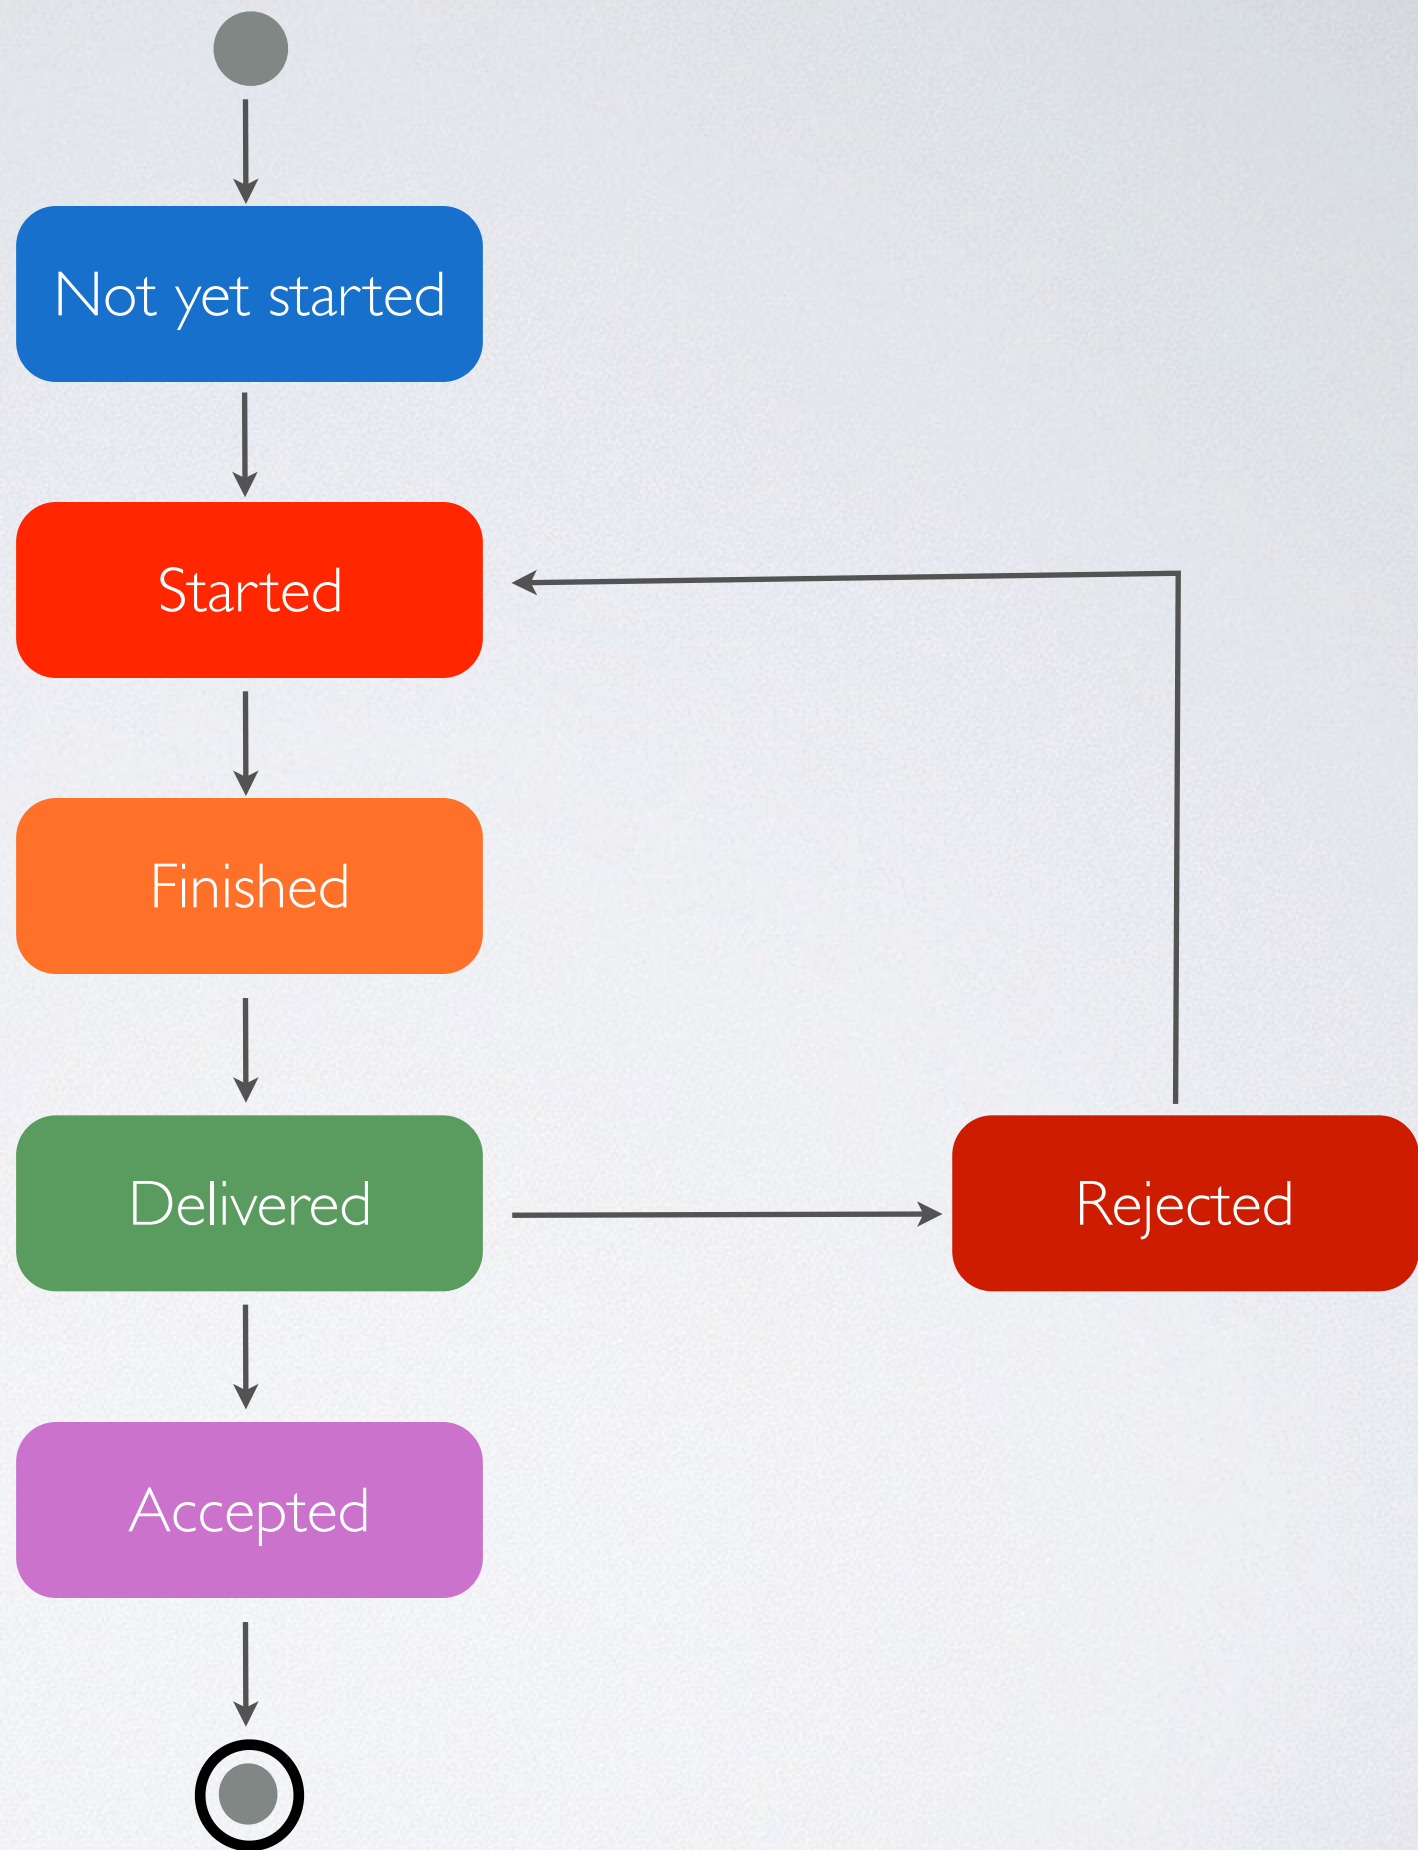 Not yet started
Started
Finished
Delivered
Rejected
Accepted